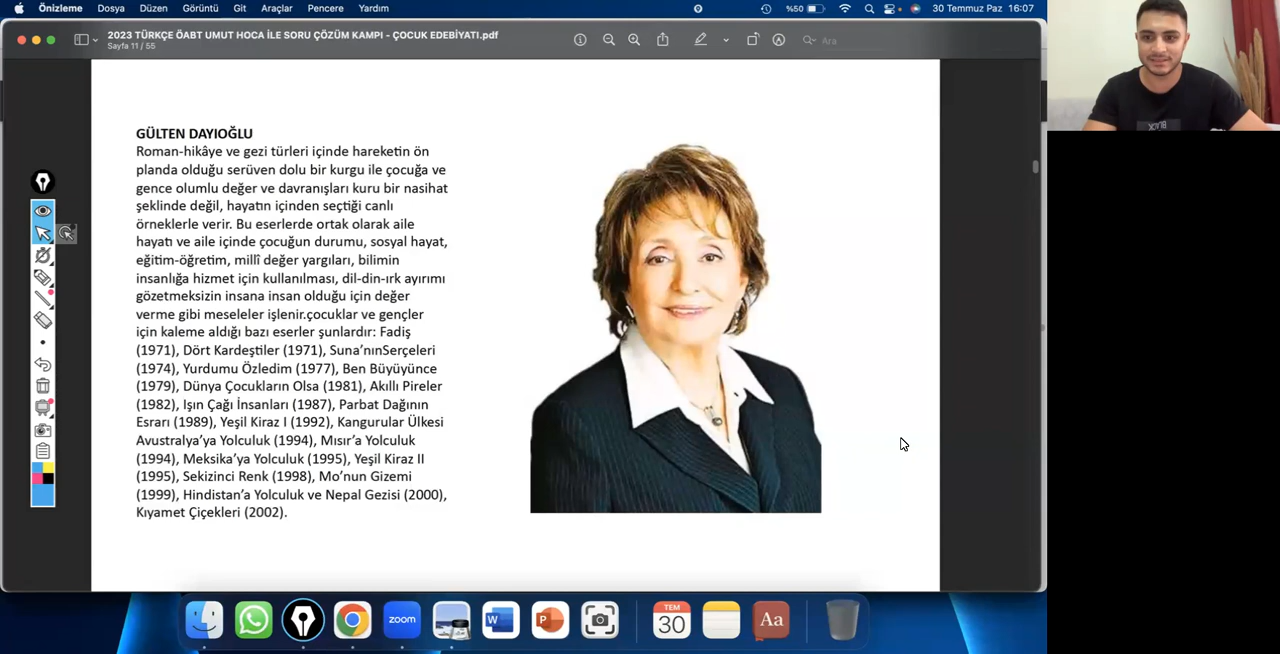 Önizleme Dosya Düzen Görüntü Git Araçlar Pencere Yardım %50 30 Temmuz Paz 16:07
2023 TÜRKÇE ÖABT UMUT HOCA İLE SORU ÇÖZÜM KAMPI - ÇOCUK EDEBİYATI.pdf
Sayfa 11 / 55
Ara
GÜLTEN DAYIOĞLU
Roman-hikâye ve gezi türleri içinde hareketin ön
planda olduğu serüven dolu bir kurgu ile çocuğa ve
gence olumlu değer ve davranışları kuru bir nasihat
şeklinde değil, hayatın içinden seçtiği canlı
örneklerle verir. Bu eserlerde ortak olarak aile
hayatı ve aile içinde çocuğun durumu, sosyal hayat,
eğitim-öğretim, millî değer yargıları, bilimin
insanlığa hizmet için kullanılması, dil-din-ırk ayırımı
gözetmeksizin insana insan olduğu için değer
verme gibi meseleler işlenir.çocuklar ve gençler
için kaleme aldığı bazı eserler şunlardır: Fadiş
(1971), Dört Kardeştiler (1971), Suna’nınSerçeleri
(1974), Yurdumu Özledim (1977), Ben Büyüyünce
(1979), Dünya Çocukların Olsa (1981), Akıllı Pireler
(1982), Işın Çağı İnsanları (1987), Parbat Dağının
Esrarı (1989), Yeşil Kiraz I (1992), Kangurular Ülkesi
Avustralya’ya Yolculuk (1994), Mısır’a Yolculuk
(1994), Meksika’ya Yolculuk (1995), Yeşil Kiraz II
(1995), Sekizinci Renk (1998), Mo’nun Gizemi
(1999), Hindistan’a Yolculuk ve Nepal Gezisi (2000),
Kıyamet Çiçekleri (2002).
zoom
W
P
TEM
30
Aa